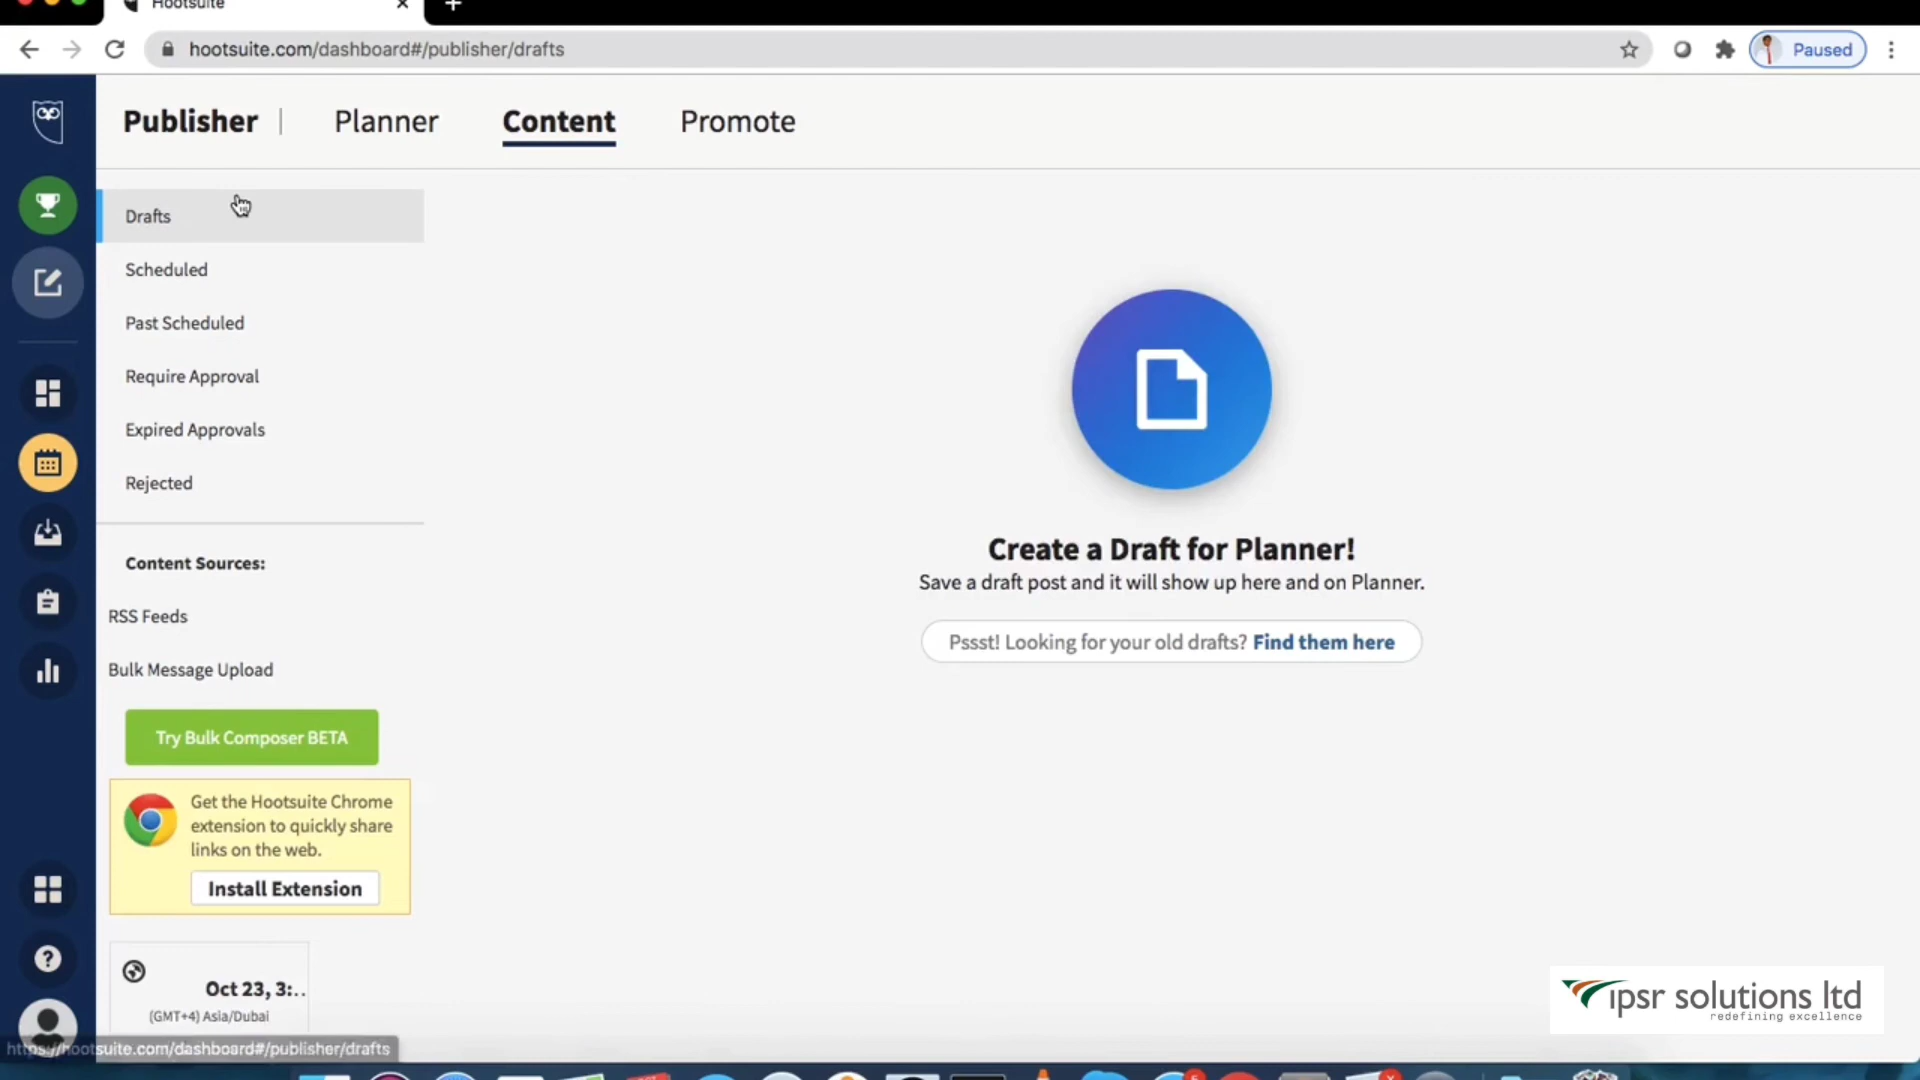 Hootsuite
hootsuite.com/dashboard#/publisher/drafts
Paused
Publisher | Planner Content Promote
Drafts
Scheduled
Past Scheduled
Require Approval
Expired Approvals
Rejected
Content Sources:
RSS Feeds
Bulk Message Upload
Try Bulk Composer BETA
Get the Hootsuite Chrome
extension to quickly share
links on the web.
Install Extension
Oct 23, 3:..
(GMT+4) Asia/Dubai
https://hootsuite.com/dashboard#/publisher/drafts
Create a Draft for Planner!
Save a draft post and it will show up here and on Planner.
Pssst! Looking for your old drafts? Find them here
ipsr solutions ltd
redefining excellence